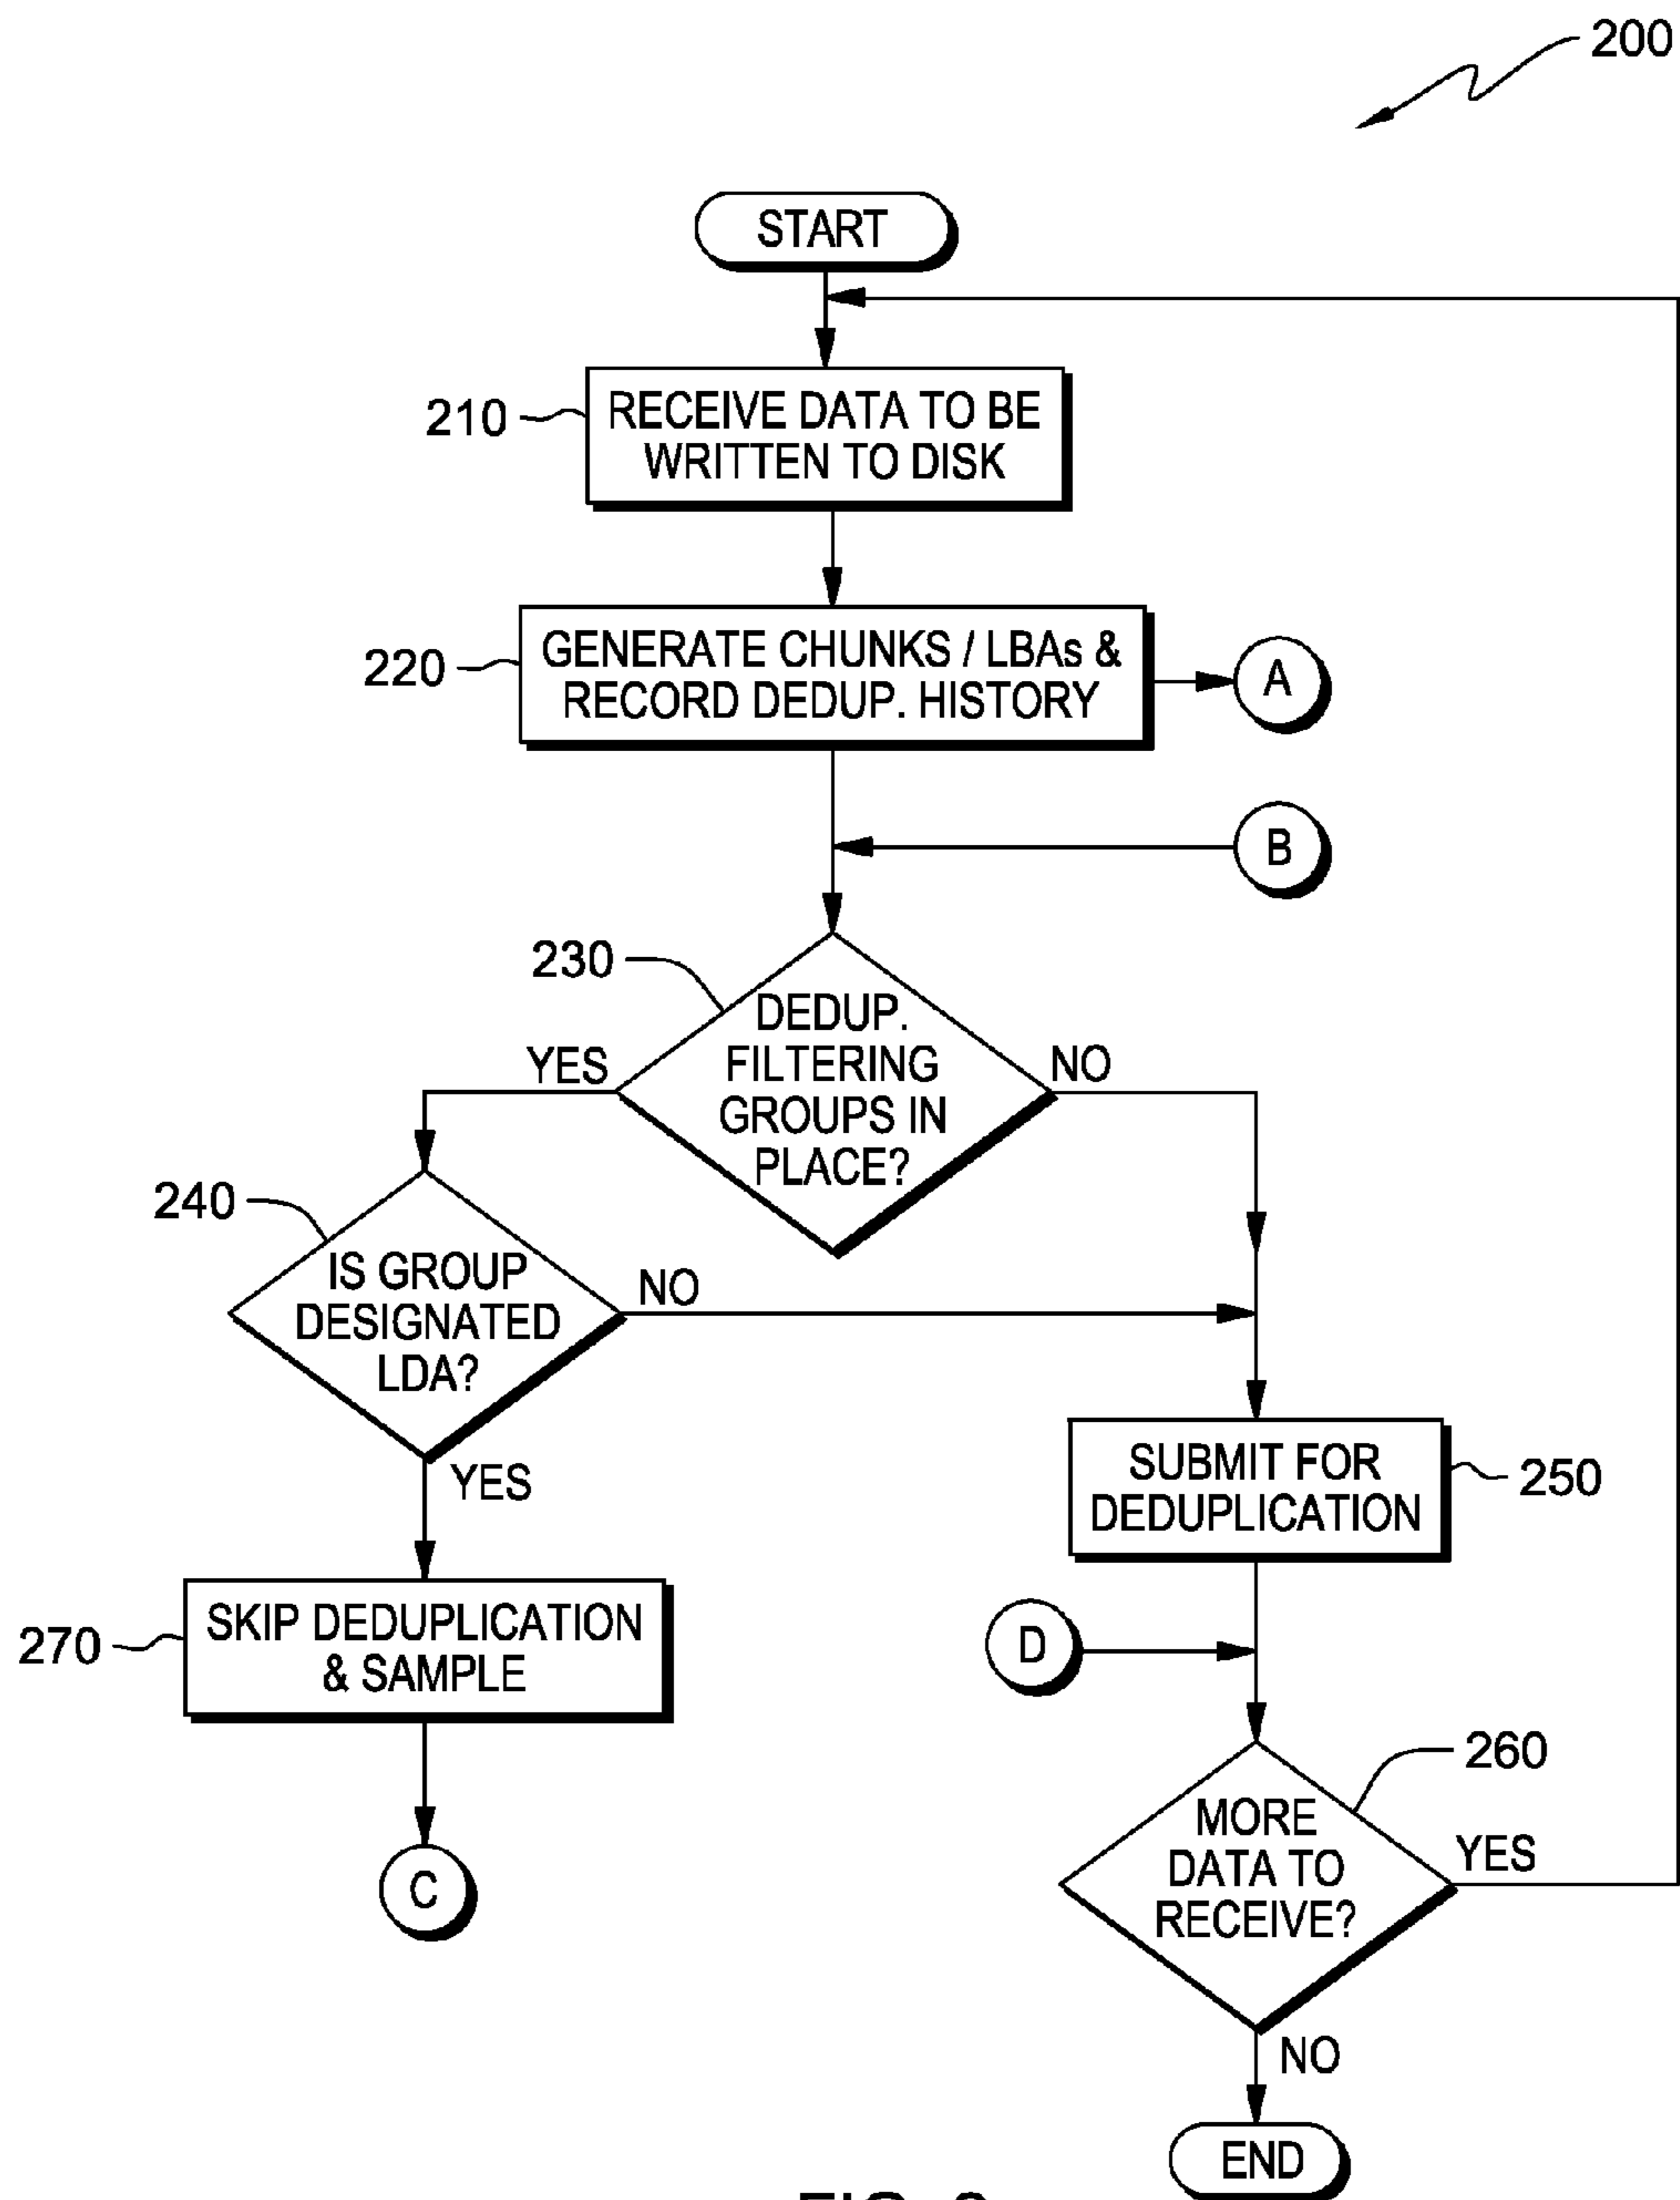 200
START
210
RECEIVE DATA TO BE
WRITTEN TO DISK
220
GENERATE CHUNKS / LBAs &
RECORD DEDUP. HISTORY
A
B
230
DEDUP.
FILTERING
GROUPS IN
PLACE?
YES
NO
240
IS GROUP
DESIGNATED
LDA?
NO
YES
SUBMIT FOR
DEDUPLICATION
250
270
SKIP DEDUPLICATION
& SAMPLE
D
C
260
MORE
DATA TO
RECEIVE?
YES
NO
END